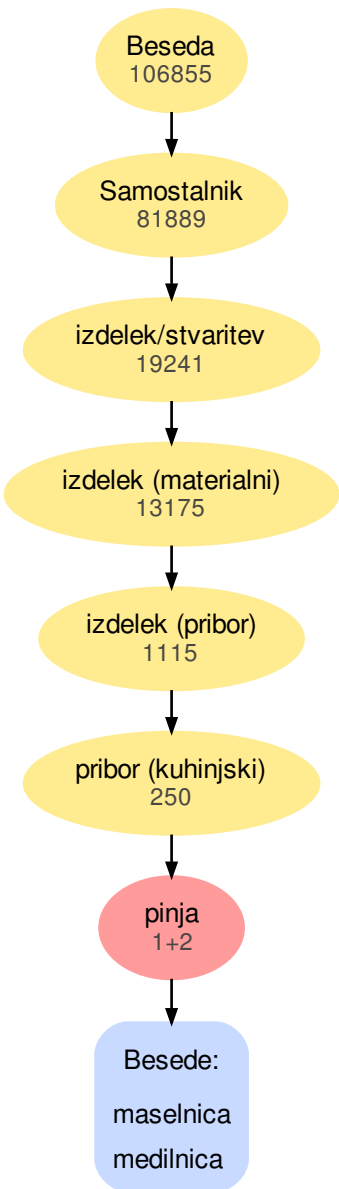 Beseda
106855
Samostalnik
81889
izdelek/stvaritev
19241
izdelek (materialni)
13175
izdelek (pribor)
1115
pribor (kuhinjski)
250
pinja
1+2
Besede:
maselnica
medilnica